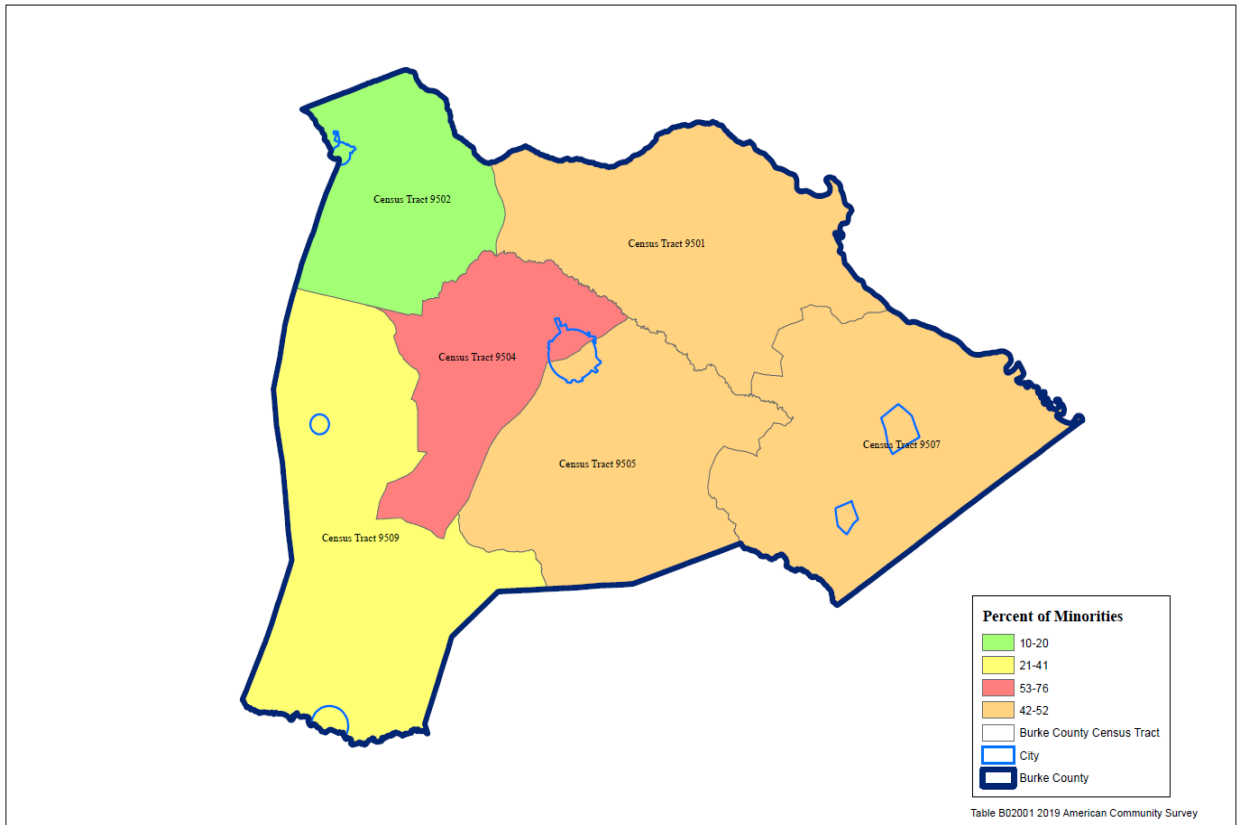 Census Tract 9502
Census Tract 9501
Census Tract 9504
Census Tract 9507
Census Tract 9505
Census Tract 9509
Percent of Minorities
10-20
21-41
53-76
42-52
Burke County Census Tract
City
Burke County
Table B02001 2019 American Community Survey